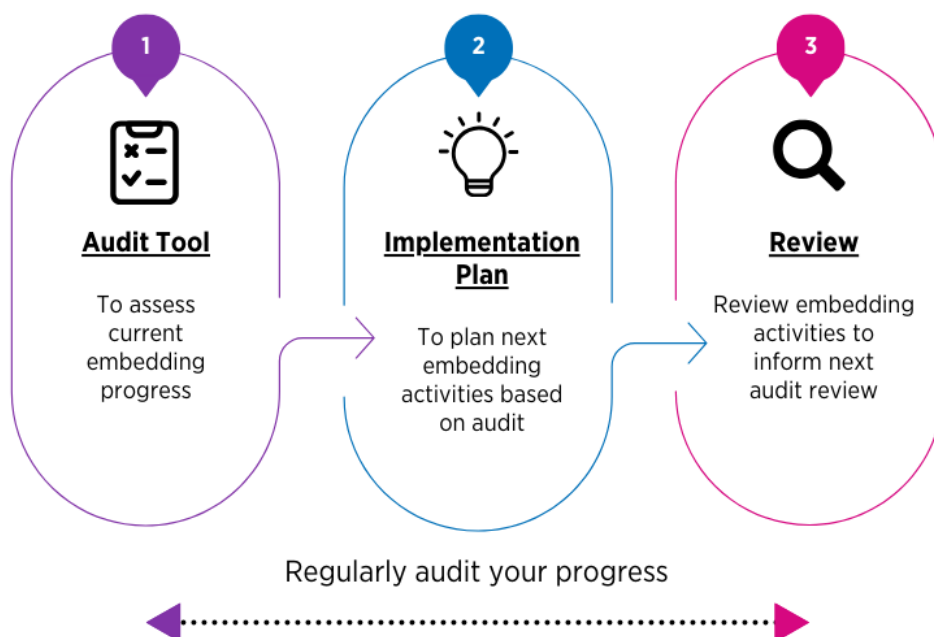 1
Audit Tool
To assess
current
embedding
progress
2
Implementation
Plan
To plan next
embedding
activities based
on audit
3
Review
Review embedding
activities to
inform next
audit review
Regularly audit your progress